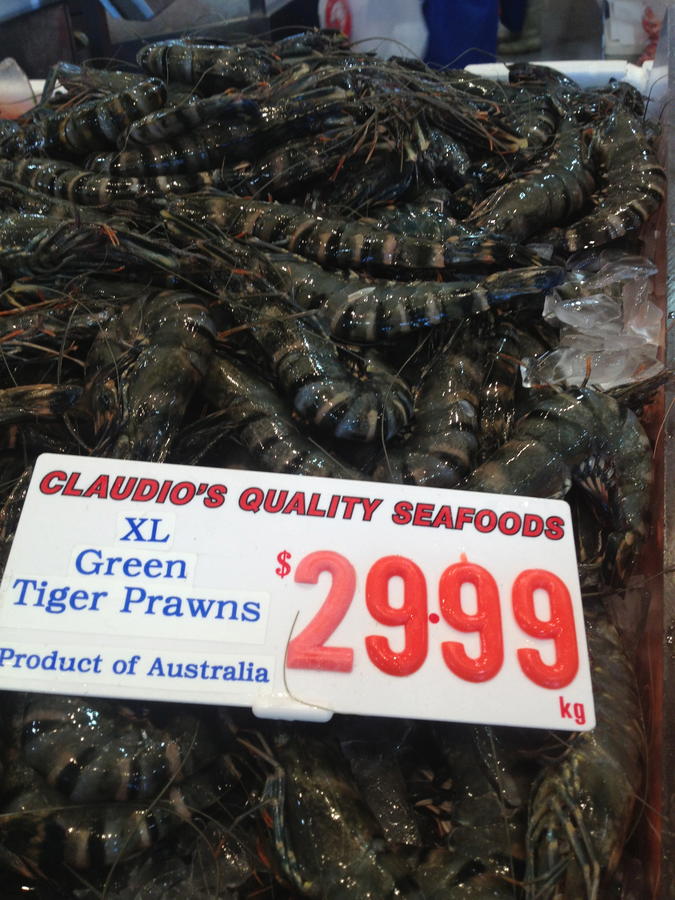 CLAUDIO'S QUALITY SEAFOODS
XL
Green
Tiger Prawns
Product of Australia
$29.99
kg